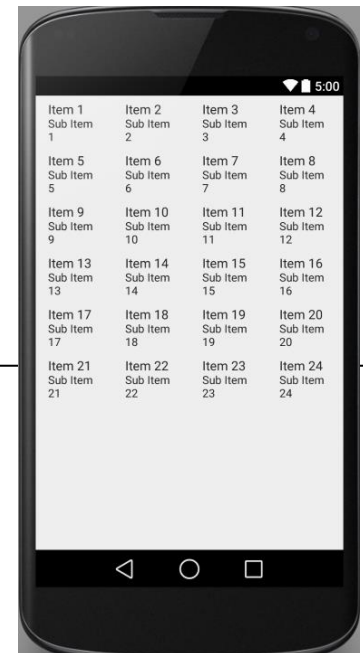 5:00
Item 1 Item 2 Item 3 Item 4
Sub Item Sub Item Sub Item Sub Item
1 2 3 4
Item 5 Item 6 Item 7 Item 8
Sub Item Sub Item Sub Item Sub Item
5 6 7 8
Item 9 Item 10 Item 11 Item 12
Sub Item Sub Item Sub Item Sub Item
9 10 11 12
Item 13 Item 14 Item 15 Item 16
Sub Item Sub Item Sub Item Sub Item
13 14 15 16
Item 17 Item 18 Item 19 Item 20
Sub Item Sub Item Sub Item Sub Item
17 18 19 20
Item 21 Item 22 Item 23 Item 24
Sub Item Sub Item Sub Item Sub Item
21 22 23 24